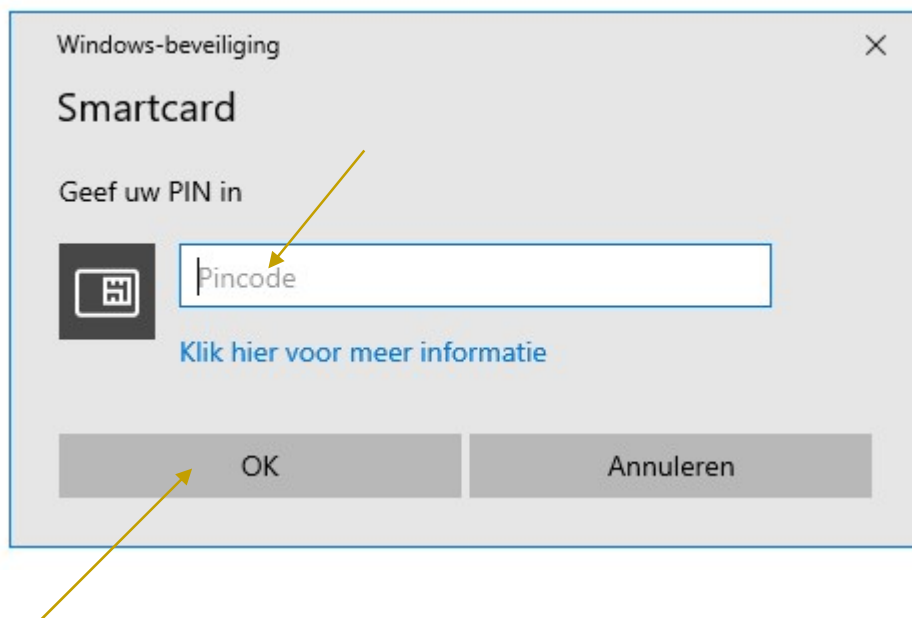 Windows-beveiliging
Smartcard
Geef uw PIN in
Pincode
Klik hier voor meer informatie
OK
Annuleren